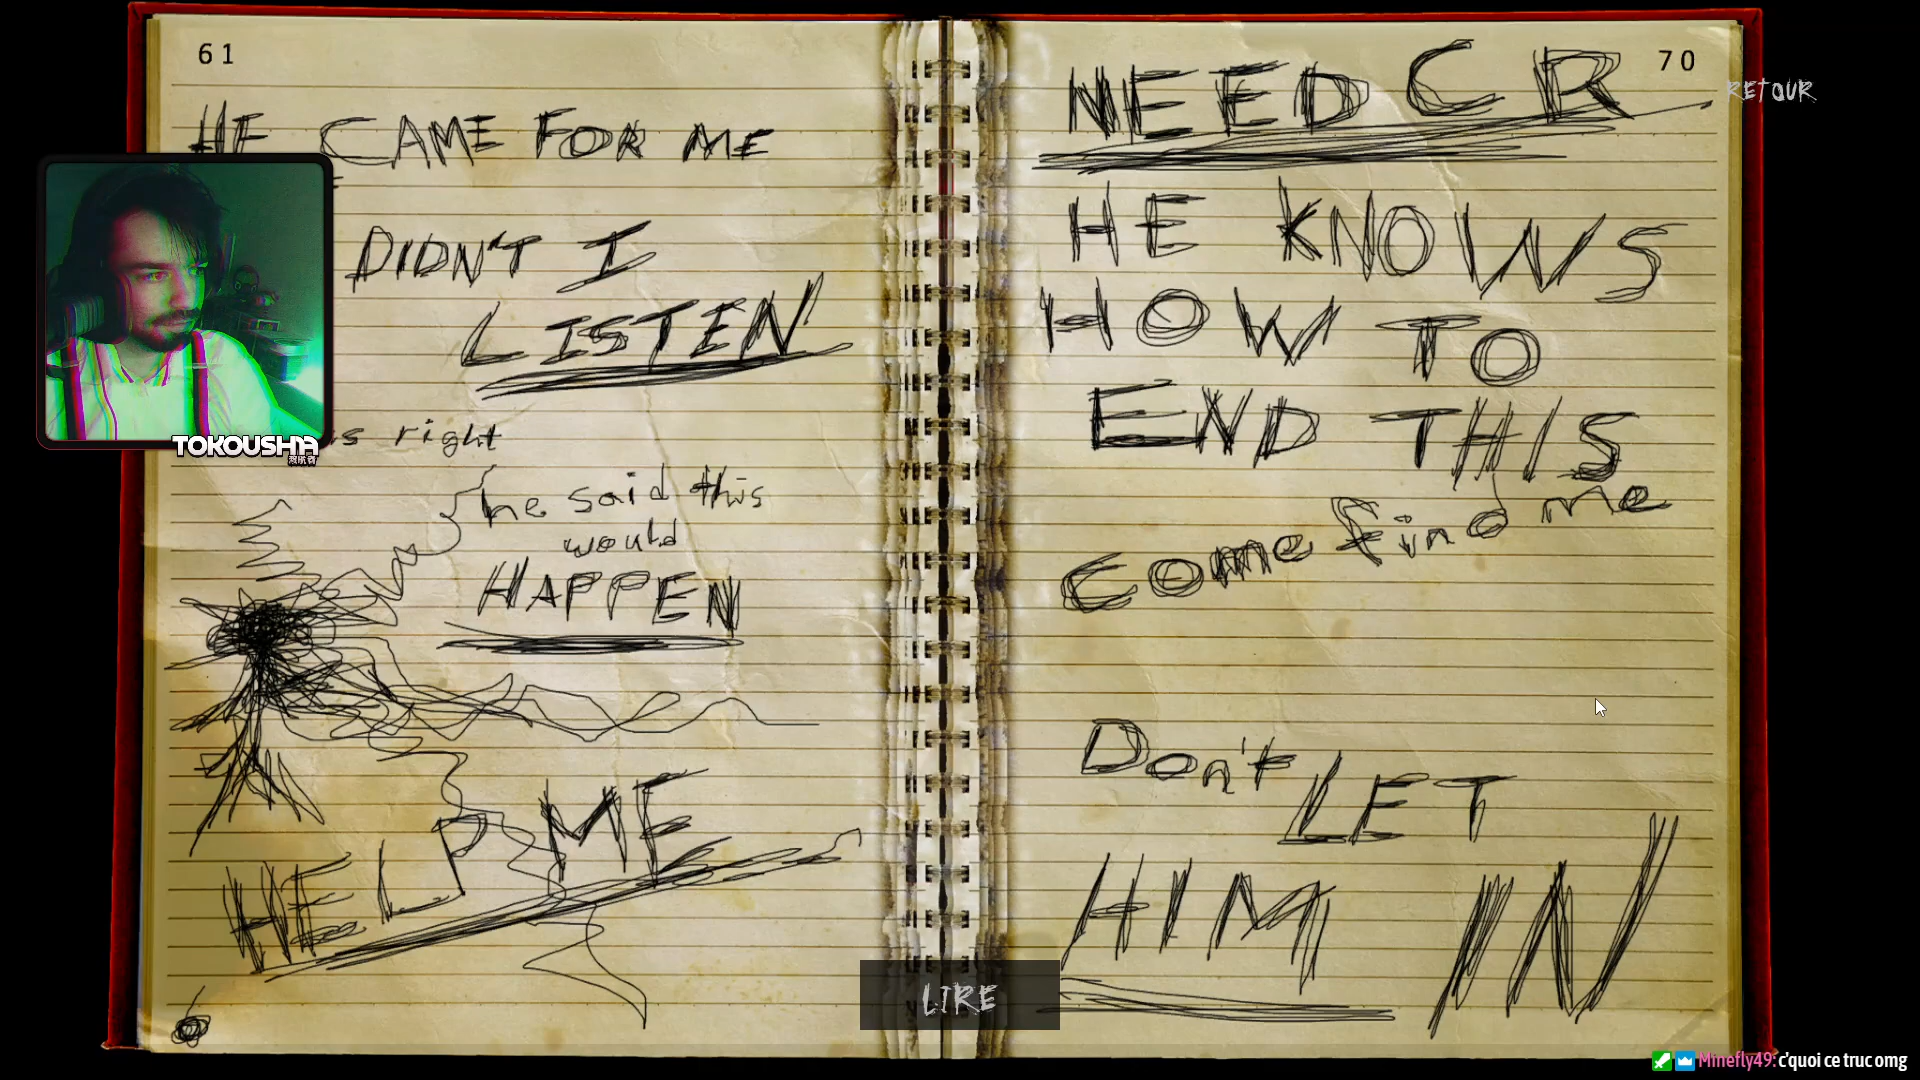 61
HE CAME FOR ME
DIDN'T I
LISTEN
right
he said this
would
HAPPEN
HELP ME
TOKOUSHA
70
RETOUR
NEED CR
HE KNOWS
HOW TO
END THIS
come find me
Don't LET
HIM IN
LIRE
Minefly49: c'quoi ce truc omg